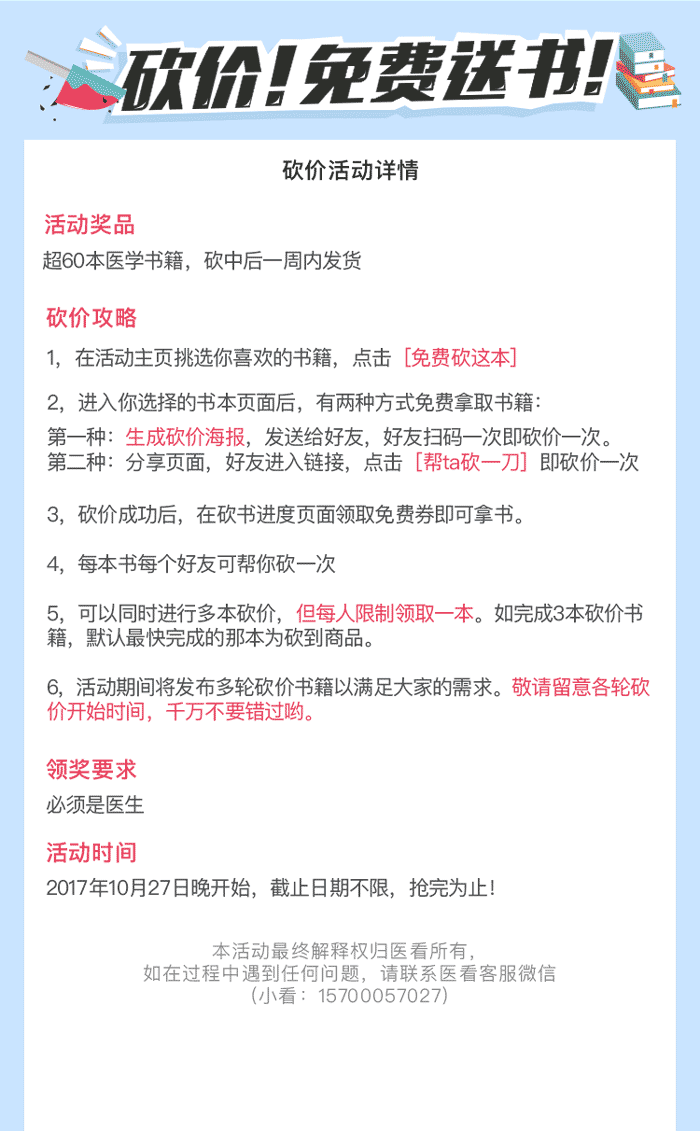 砍价!免费送书!
砍价活动详情
活动奖品
超60本医学书籍，砍中后一周内发货
砍价攻略
1，在活动主页挑选你喜欢的书籍，点击［免费砍这本］
2，进入你选择的书本页面后，有两种方式免费拿取书籍：
第一种：生成砍价海报，发送给好友，好友扫码一次即砍价一次。
第二种：分享页面，好友进入链接，点击［帮ta砍一刀］即砍价一次
3，砍价成功后，在砍书进度页面领取免费券即可拿书。
4，每本书每个好友可帮你砍一次
5，可以同时进行多本砍价，但每人限制领取一本。如完成3本砍价书
籍，默认最快完成的那本为砍到商品。
6，活动期间将发布多轮砍价书籍以满足大家的需求。敬请留意各轮砍
价开始时间，千万不要错过哟。
领奖要求
必须是医生
活动时间
2017年10月27日晚开始，截止日期不限，抢完为止！
本活动最终解释权归医看所有，
如在过程中遇到任何问题，请联系医看客服微信
（小看：15700057027）